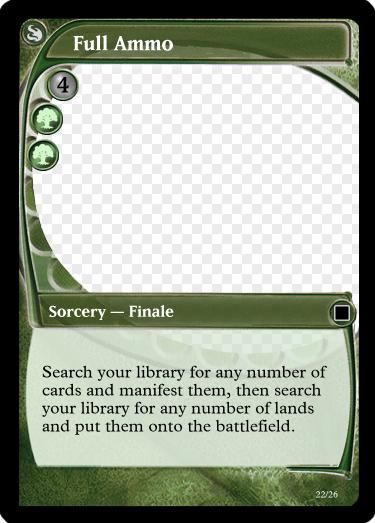 Full Ammo
4
Sorcery — Finale
Search your library for any number of
cards and manifest them, then search
your library for any number of lands
and put them onto the battlefield.
22/26